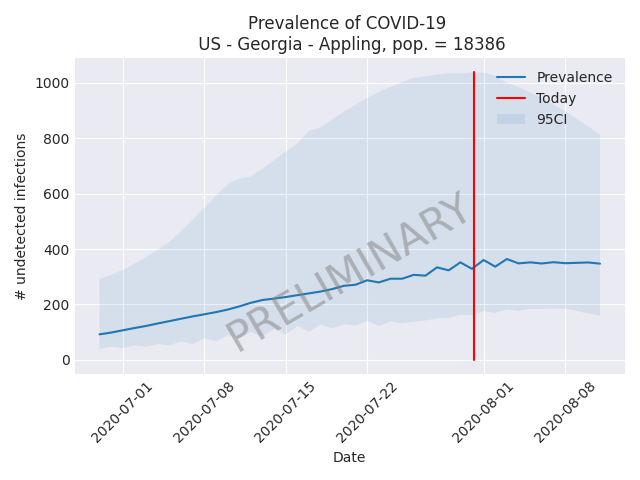 Prevalence of COVID-19
US - Georgia - Appling, pop. = 18386
# undetected infections
1000
800
600
400
200
0
Prevalence
Today
95CI
PRELIMINARY
2020-07-01
2020-07-08
2020-07-15
2020-07-22
2020-08-01
2020-08-08
Date